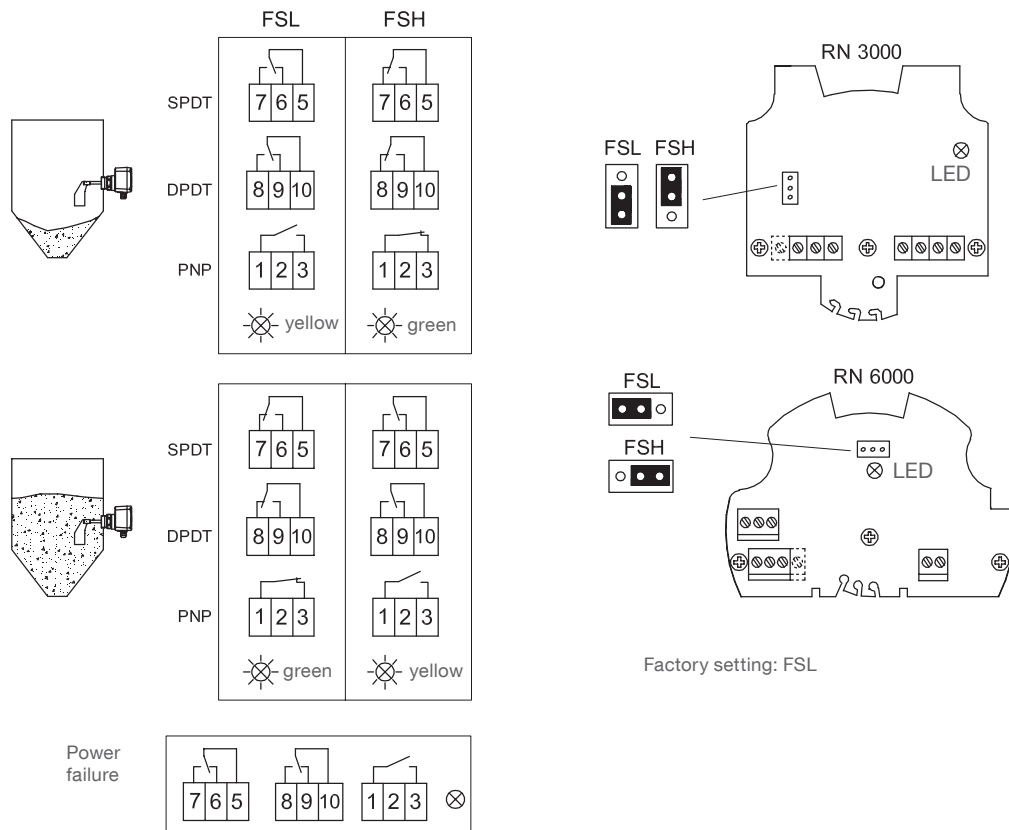 FSL FSH
SPDT
7 6 5
7 6 5
DPDT
8 9 10
8 9 10
PNP
1 2 3
1 2 3
yellow
green
SPDT
7 6 5
7 6 5
DPDT
8 9 10
8 9 10
PNP
1 2 3
1 2 3
green
yellow
Power
failure
7 6 5
8 9 10
1 2 3
RN 3000
FSL FSH
LED
RN 6000
FSL
FSH
LED
Factory setting: FSL